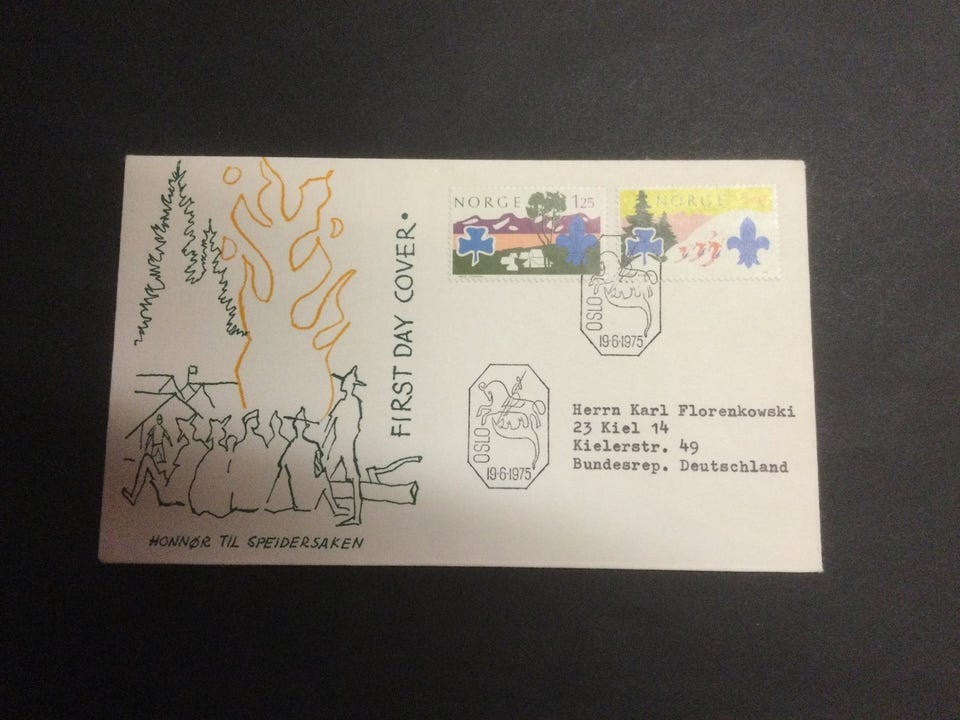 NORGE 1.25
NORGE
OSLO
19·6·1975
FIRST DAY COVER.
OSLO
19·6·1975
Herrn Karl Florenkowski
23 Kiel 14
Kielerstr. 49
Bundesrep. Deutschland
HONNØR TIL SPEIDERSAKEN